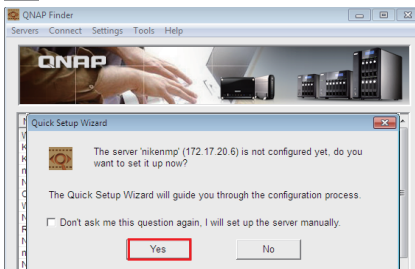 QNAP Finder
Servers Connect Settings Tools Help
QNAP
Quick Setup Wizard
The server 'nikenmp' (172.17.20.6) is not configured yet, do you
want to set it up now?
The Quick Setup Wizard will guide you through the configuration process.
Don't ask me this question again, I will set up the server manually.
Yes No